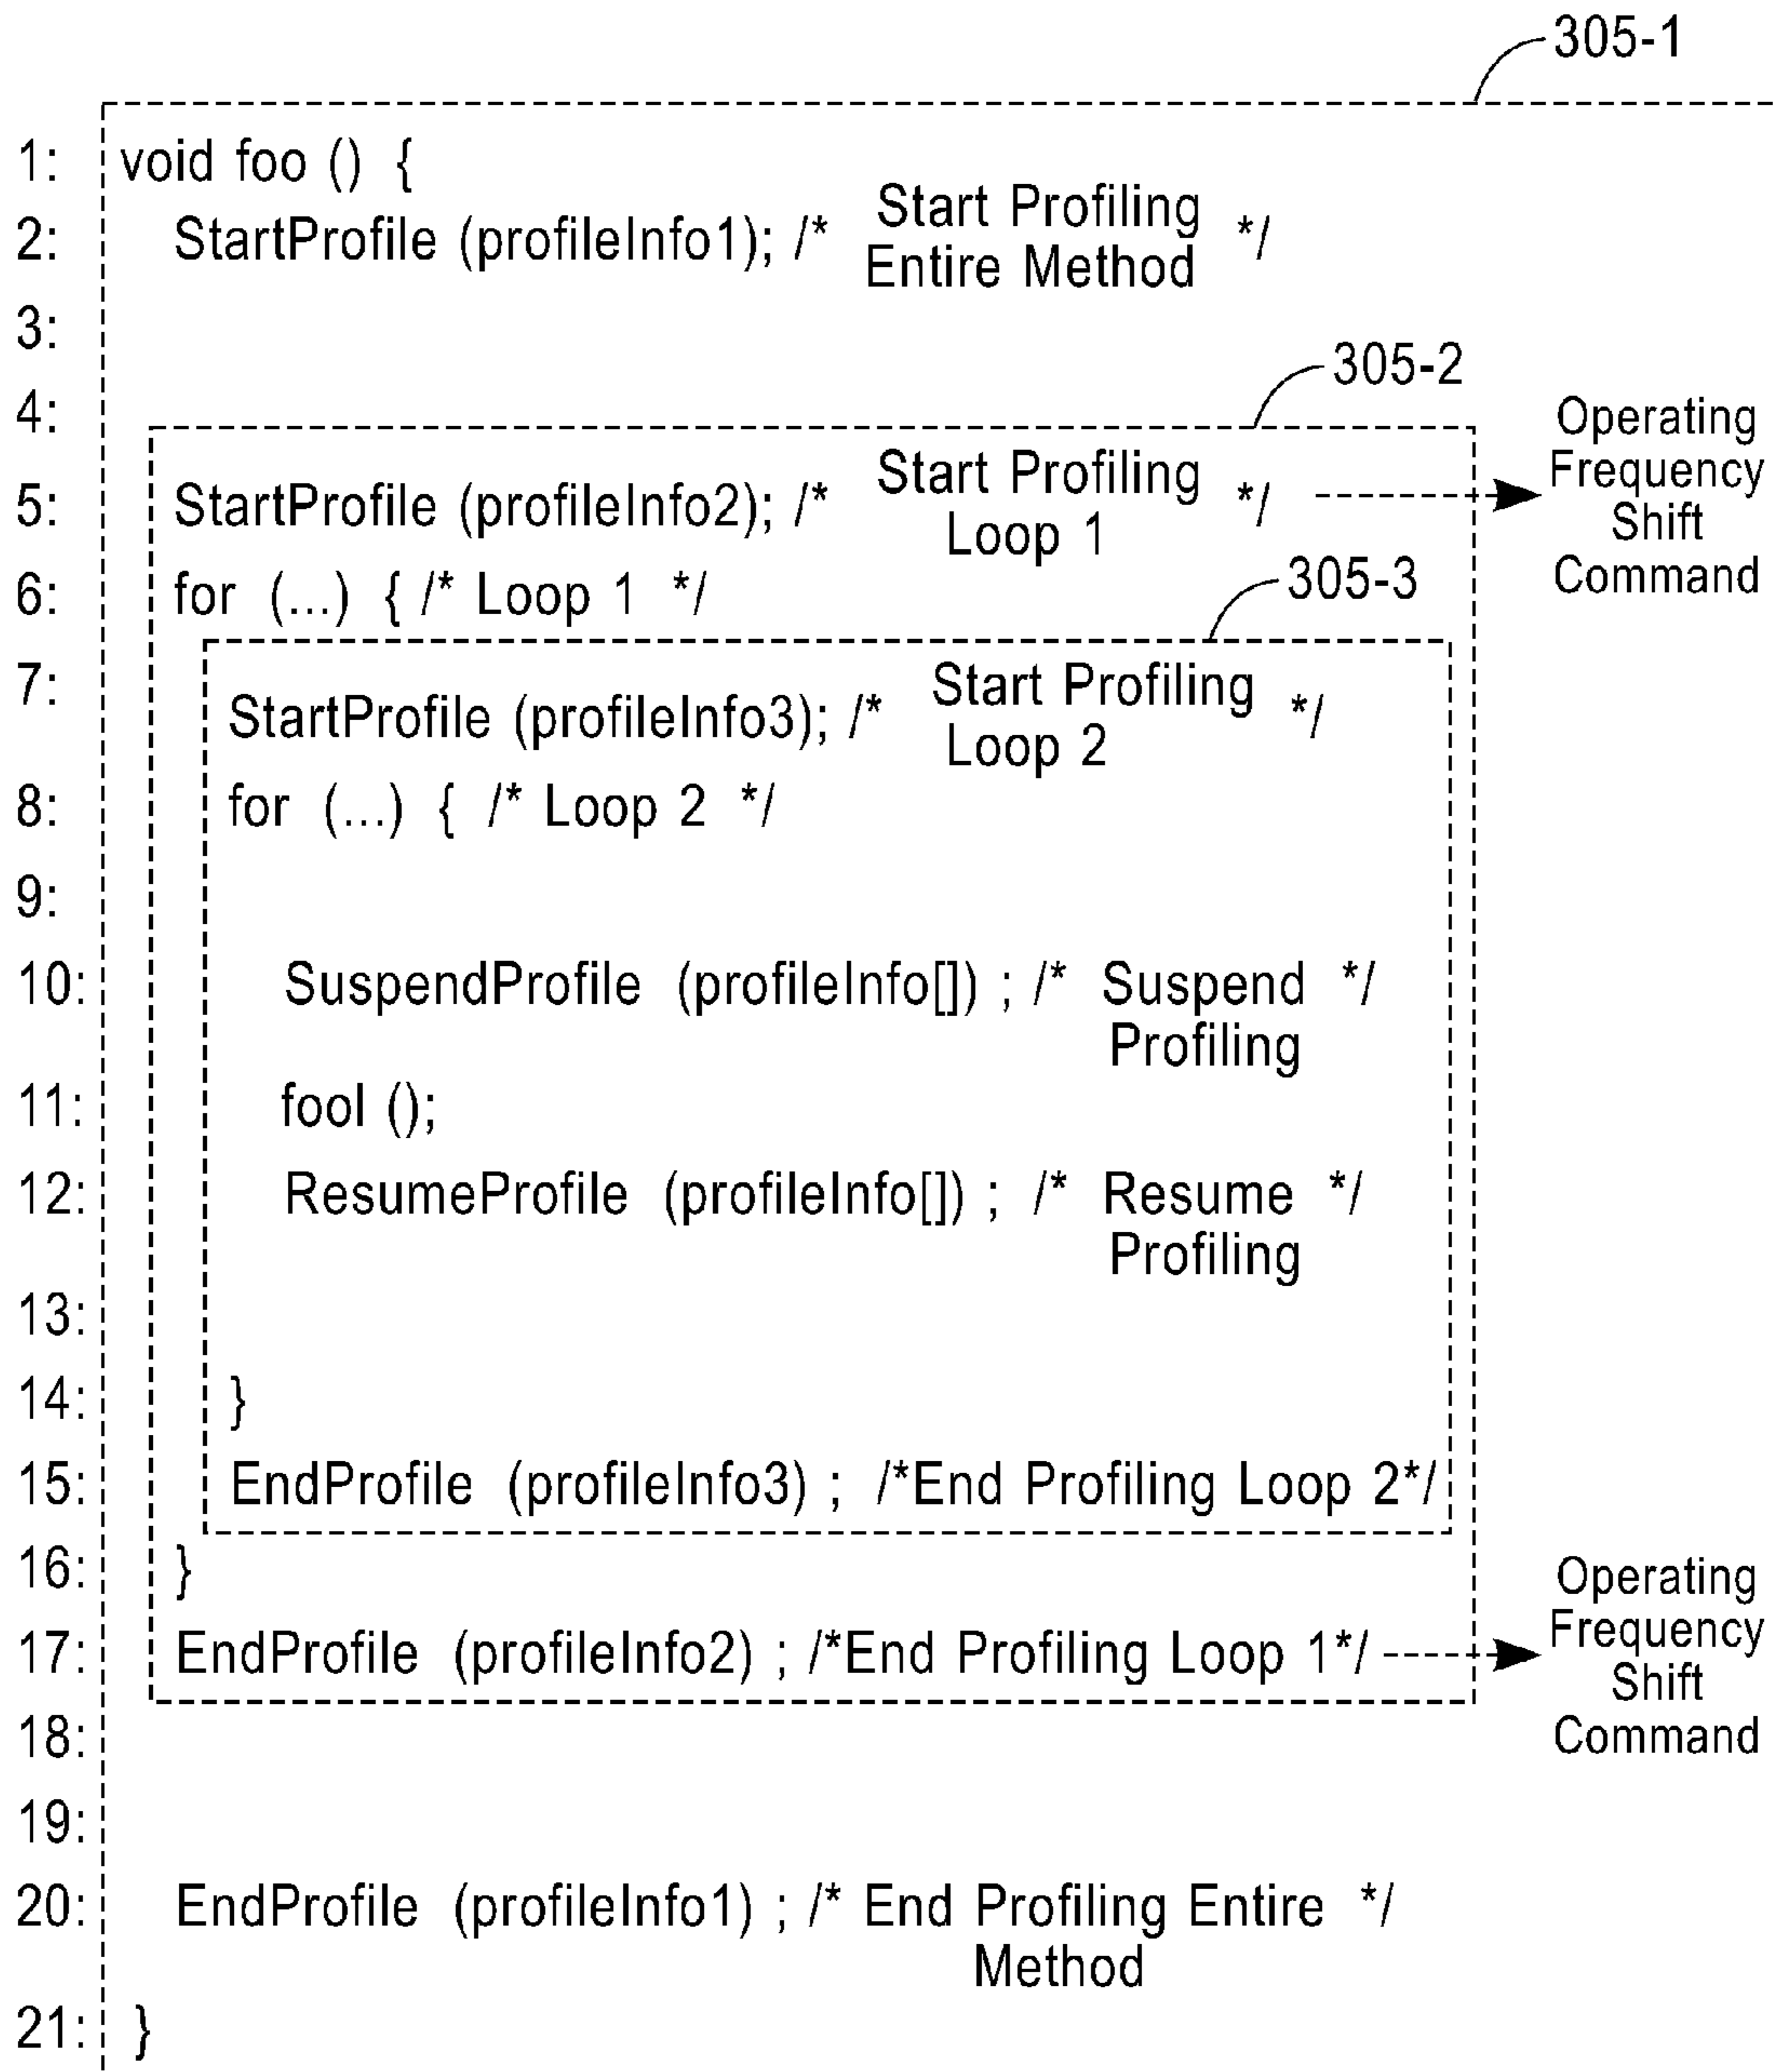 305-1
1: void foo () {
2: StartProfile (profileInfo1); /* Start Profiling Entire Method */
3:
305-2
4:
5: StartProfile (profileInfo2); /* Start Profiling Loop 1 */
Operating
Frequency
Shift
Command
6: for (...) { /* Loop 1 */
305-3
7: StartProfile (profileInfo3); /* Start Profiling Loop 2 */
8: for (...) { /* Loop 2 */
9:
10: SuspendProfile (profileInfo[]) ; /* Suspend Profiling */
11: fool ();
12: ResumeProfile (profileInfo[]) ; /* Resume Profiling */
13:
14: }
15: EndProfile (profileInfo3) ; /*End Profiling Loop 2*/
16: }
17: EndProfile (profileInfo2) ; /*End Profiling Loop 1*/
Operating
Frequency
Shift
Command
18:
19:
20: EndProfile (profileInfo1) ; /* End Profiling Entire Method */
21: }